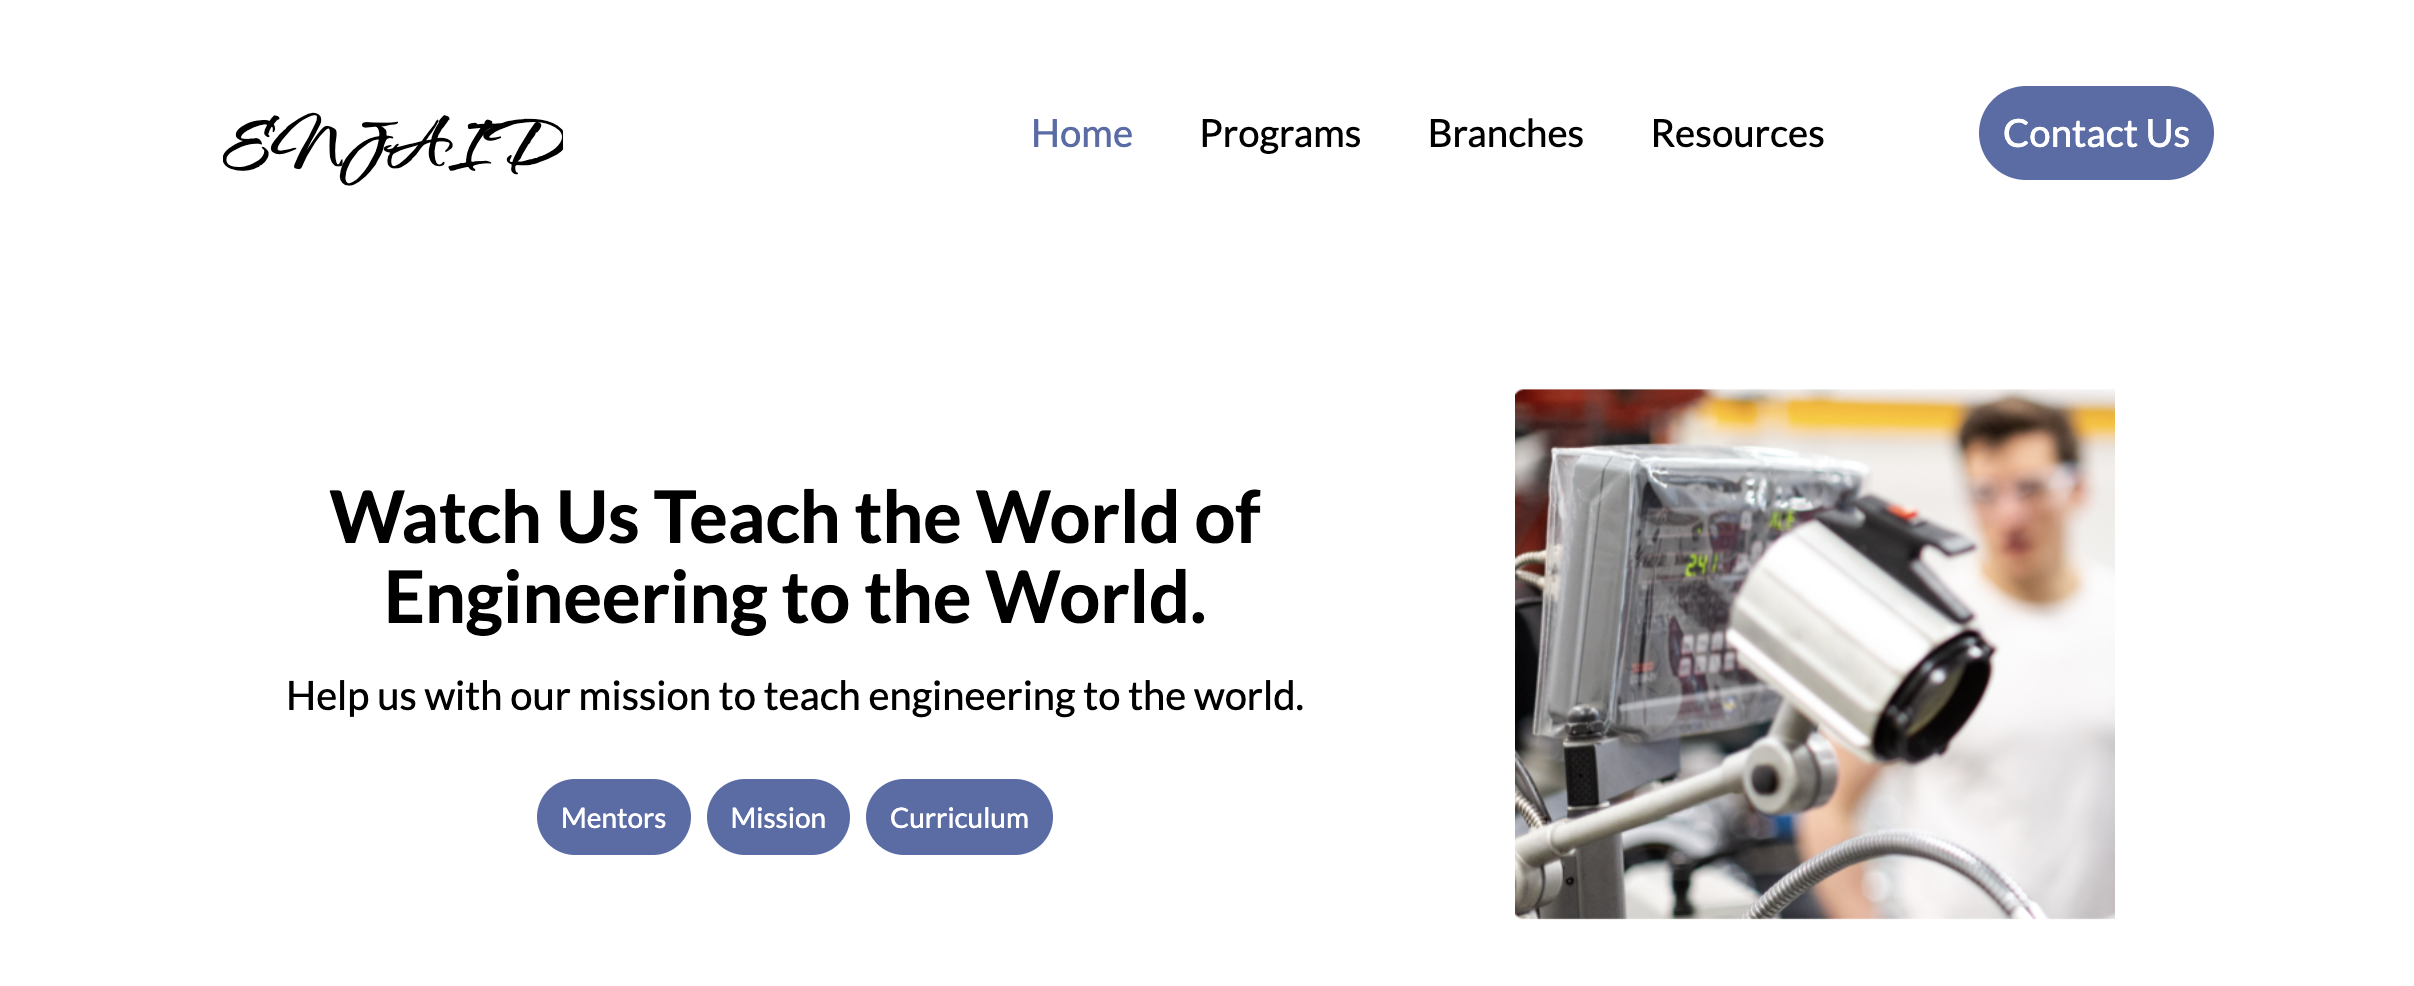 ENJAID
Home Programs Branches Resources Contact Us
Watch Us Teach the World of
Engineering to the World.
Help us with our mission to teach engineering to the world.
Mentors Mission Curriculum
241